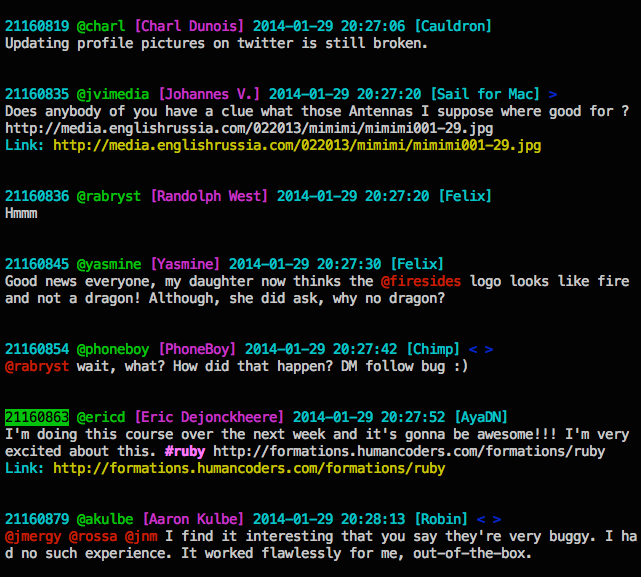 21160819 @charl [Charl Dunois] 2014-01-29 20:27:06 [Cauldron]
Updating profile pictures on twitter is still broken.
21160835 @jvimedia [Johannes V.] 2014-01-29 20:27:20 [Sail for Mac] >
Does anybody of you have a clue what those Antennas I suppose where good for ?
http://media.englishrussia.com/022013/mimimi/mimimi001-29.jpg
Link: http://media.englishrussia.com/022013/mimimi/mimimi001-29.jpg
21160836 @rabryst [Randolph West] 2014-01-29 20:27:20 [Felix]
Hmmm
21160845 @yasmine [Yasmine] 2014-01-29 20:27:30 [Felix]
Good news everyone, my daughter now thinks the @firesides logo looks like fire
and not a dragon! Although, she did ask, why no dragon?
21160854 @phoneboy [PhoneBoy] 2014-01-29 20:27:42 [Chimp] < >
@rabryst wait, what? How did that happen? DM follow bug :)
21160863 @ericd [Eric Dejonckheere] 2014-01-29 20:27:52 [AyaDN]
I'm doing this course over the next week and it's gonna be awesome!!! I'm very
excited about this. #ruby http://formations.humancoders.com/formations/ruby
Link: http://formations.humancoders.com/formations/ruby
21160879 @akulbe [Aaron Kulbe] 2014-01-29 20:28:13 [Robin] < >
@jmergy @rossa @jnm I find it interesting that you say they're very buggy. I ha
d no such experience. It worked flawlessly for me, out-of-the-box.